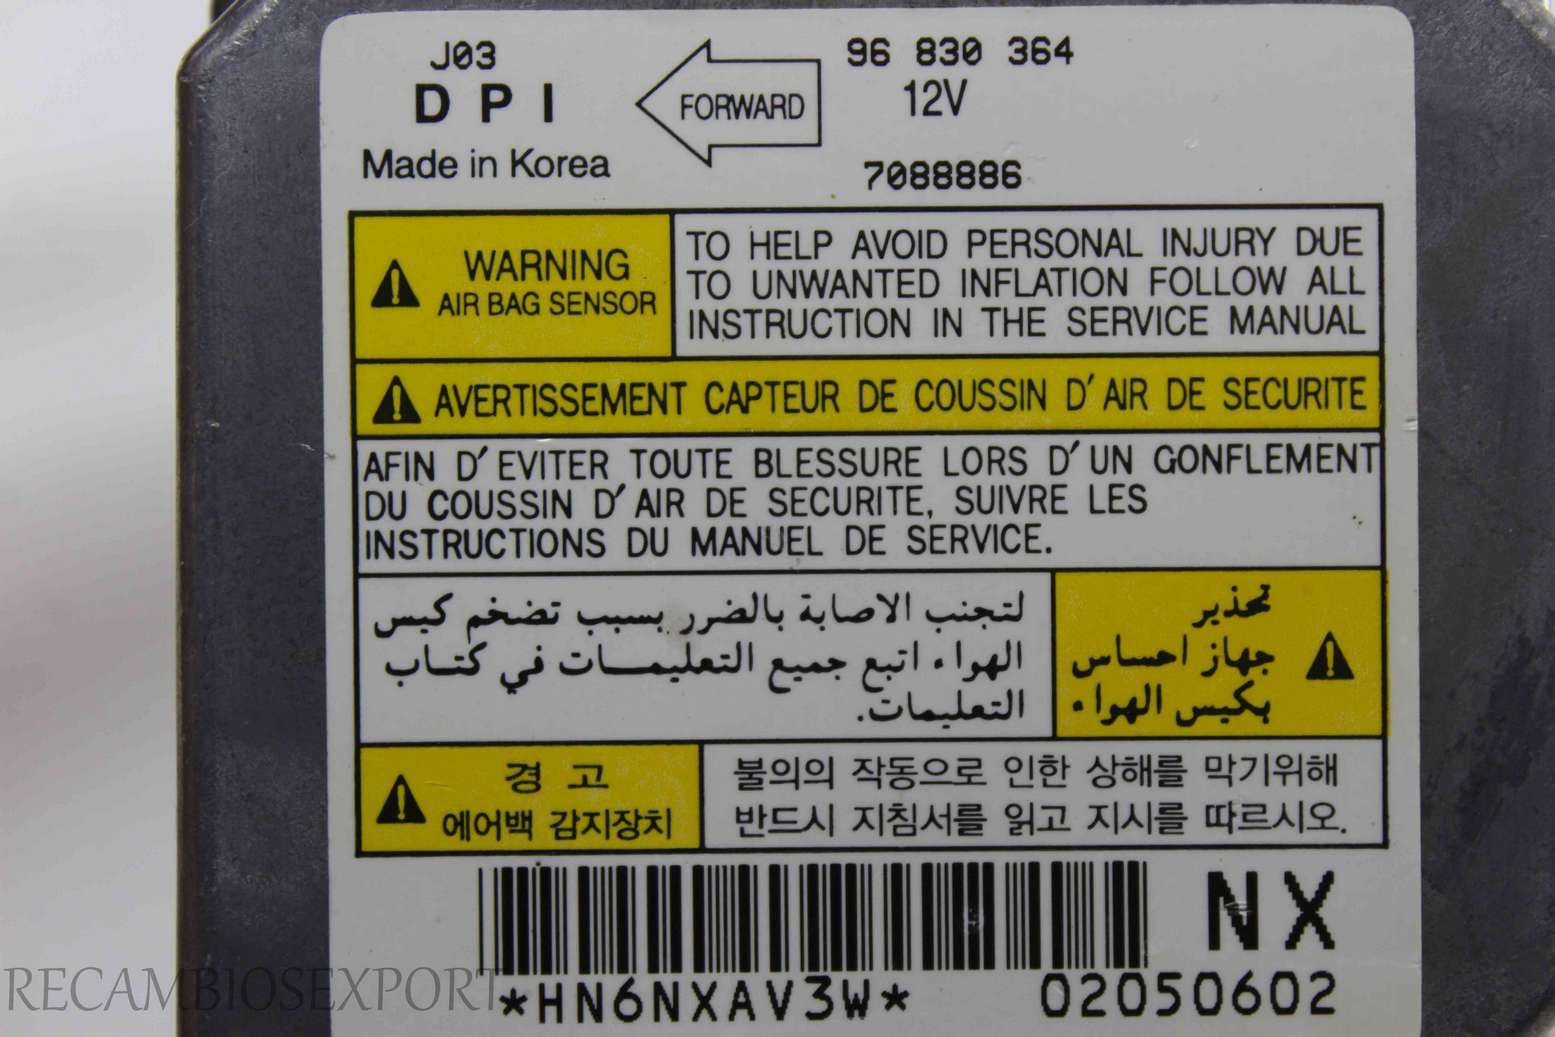 J03
DPI
Made in Korea
FORWARD
96 830 364
12V
7088886
WARNING
AIR BAG SENSOR
TO HELP AVOID PERSONAL INJURY DUE
TO UNWANTED INFLATION FOLLOW ALL
INSTRUCTION IN THE SERVICE MANUAL
AVERTISSEMENT CAPTEUR DE COUSSIN D'AIR DE SECURITE
AFIN D'EVITER TOUTE BLESSURE LORS D'UN GONFLEMENT
DU COUSSIN D'AIR DE SECURITE, SUIVRE LES
INSTRUCTIONS DU MANUEL DE SERVICE.
تحذير
جهاز احساس
بكيس الهواء
لتجنب الاصابة بالضرر بسبب تضخم كيس
الهواء اتبع جميع التعليمات في كتاب
التعليمات.
경 고
에어백 감지장치
불의의 작동으로 인한 상해를 막기위해
반드시 지침서를 읽고 지시를 따르시오.
NX
*HN6NXAV3W*
02050602
RECAMBIOSEXPORT